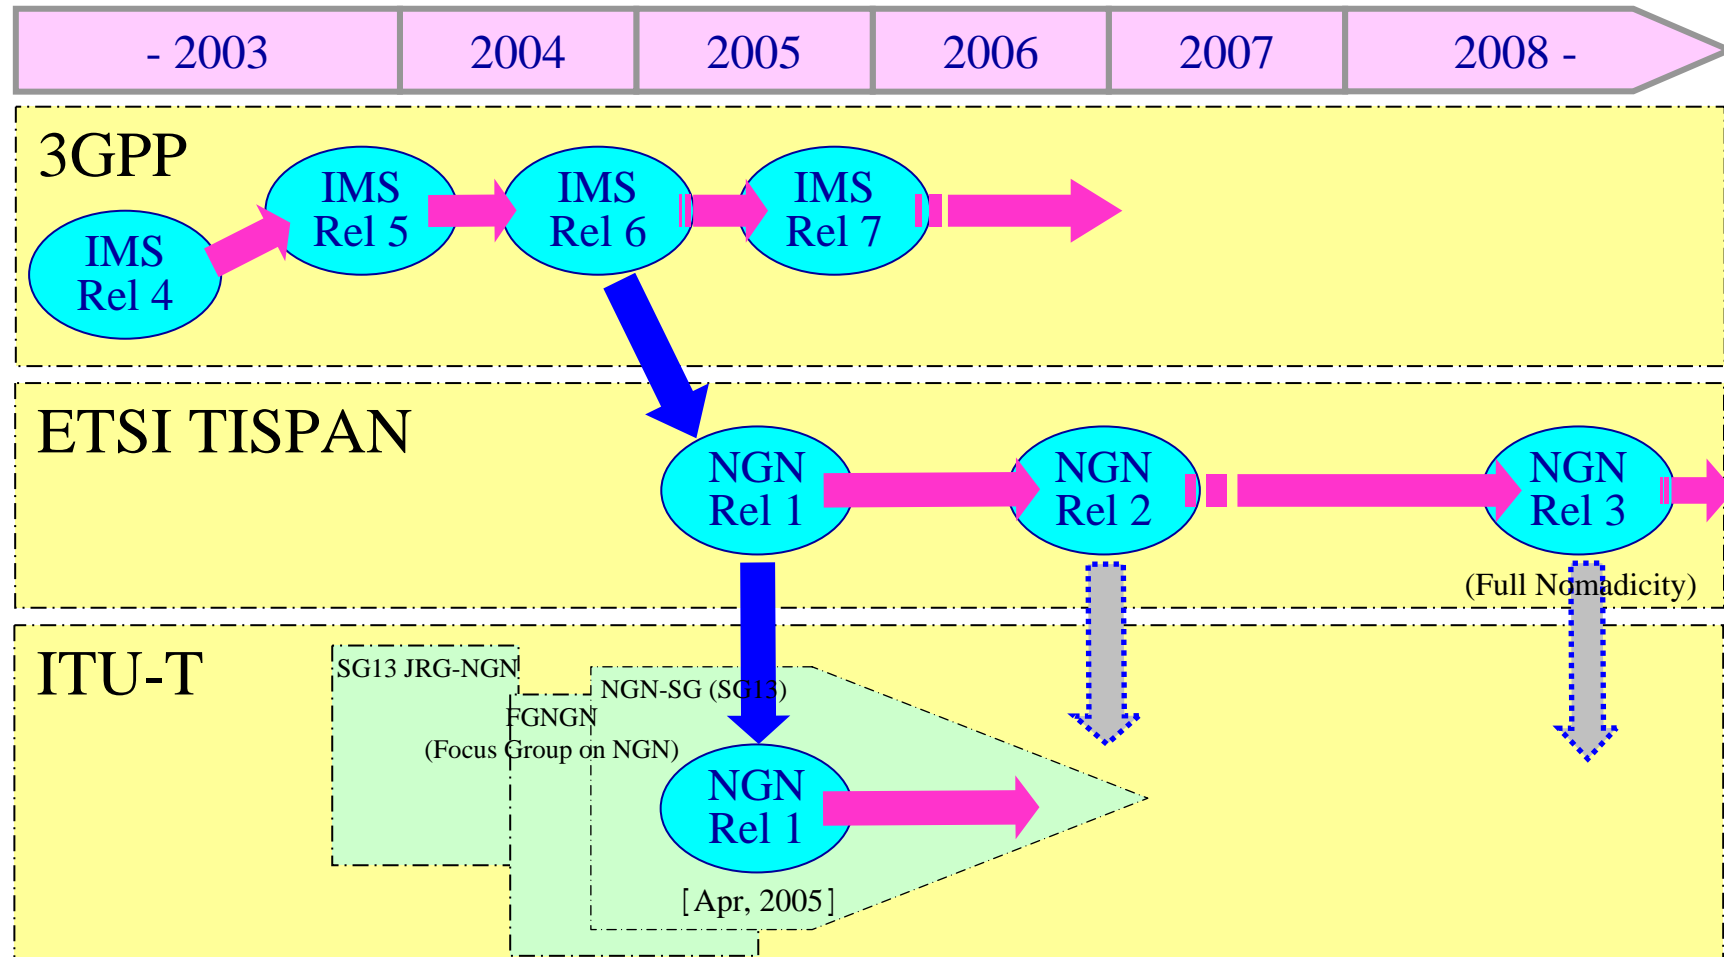 - 2003
2004
2005
2006
2007
2008 -
3GPP
IMS
Rel 4
IMS
Rel 5
IMS
Rel 6
IMS
Rel 7
ETSI TISPAN
NGN
Rel 1
NGN
Rel 2
NGN
Rel 3
(Full Nomadicity)
ITU-T
SG13 JRG-NGN
FGNGN
(Focus Group on NGN)
NGN-SG (SG13)
NGN
Rel 1
[Apr, 2005]